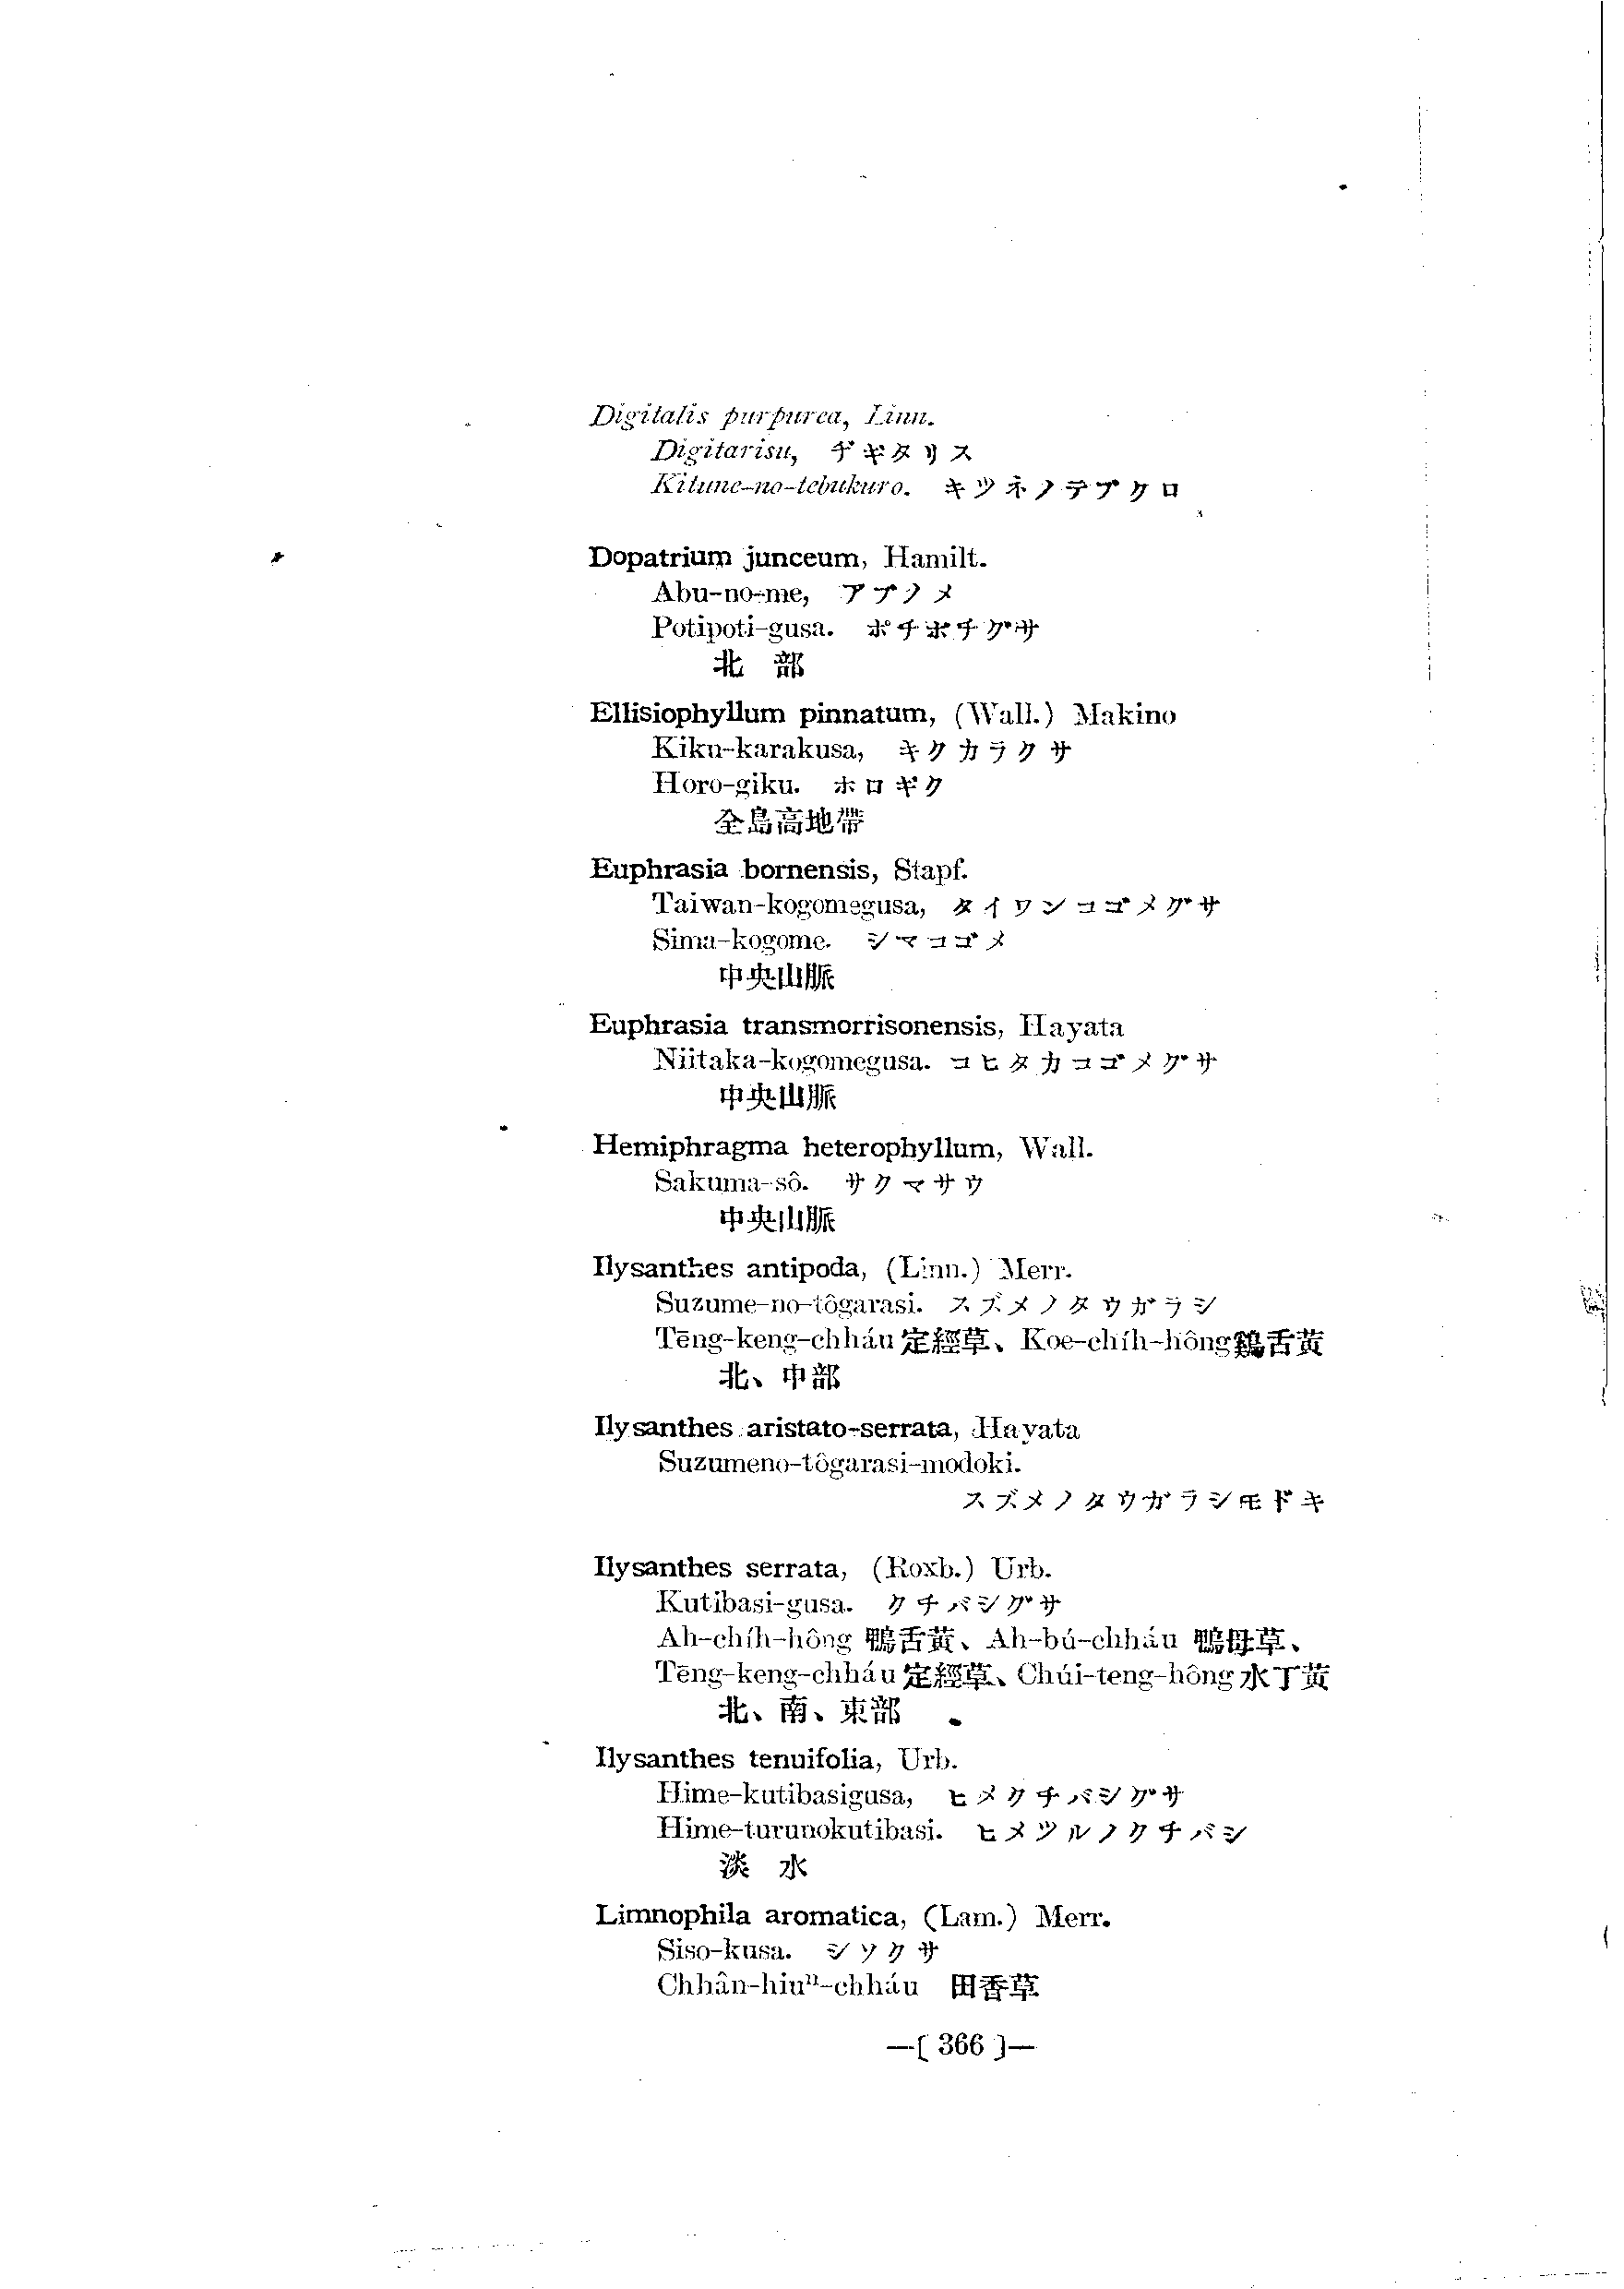 Digitalis purpurea, Linn.
Digitarisu, ヂキタリス
Kitune-no-tebukuro. キツネノテブクロ
Dopatrium junceum, Hamilt.
Abu-no-me, アブノメ
Potipoti-gusa. ポチポチグサ
北 部
Ellisiophyllum pinnatum, (Wall.) Makino
Kiku-karakusa, キクカラクサ
Horo-giku. ホロギク
全島高地帶
Euphrasia bornensis, Stapf.
Taiwan-kogomegusa, タイワンコゴメグサ
Sima-kogome. シマコゴメ
中央山脈
Euphrasia transmorrisonensis, Hayata
Niitaka-kogomegusa. コヒタカコゴメグサ
中央山脈
Hemiphragma heterophyllum, Wall.
Sakuma-sô. サクマサウ
中央山脈
Ilysanthes antipoda, (Linn.) Merr.
Suzume-no-tôgarasi. スズメノタウガラシ
Tēng-keng-chháu 定經草、Koe-chíh-hông 鷄舌黃
北、中部
Ilysanthes aristato-serrata, Hayata
Suzumeno-tôgarasi-modoki.
スズメノタウガラシモドキ
Ilysanthes serrata, (Roxb.) Urb.
Kutibasi-gusa. クチバシグサ
Ah-chíh-hông 鴨舌黃、Ah-bú-chháu 鴨母草、
Tēng-keng-chháu 定經草、Chúi-teng-hông 水丁黃
北、南、東部
Ilysanthes tenuifolia, Urb.
Hime-kutibasigusa, ヒメクチバシグサ
Hime-turunokutibasi. ヒメツルノクチバシ
淡 水
Limnophila aromatica, (Lam.) Merr.
Siso-kusa. シソクサ
Chhân-hiuⁿ-chháu 田香草
—( 366 )—